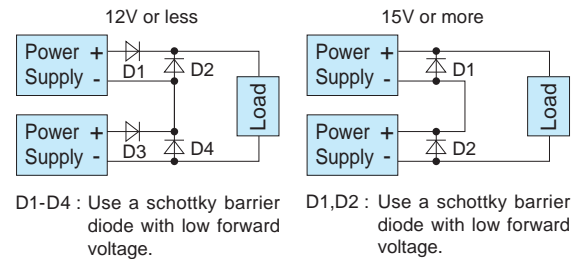 12V or less
Power +
Supply -
D1
D2
Power +
Supply -
D3
D4
Load
D1-D4 : Use a schottky barrier
diode with low forward
voltage.
15V or more
Power +
Supply -
D1
Power +
Supply -
D2
Load
D1,D2 : Use a schottky barrier
diode with low forward
voltage.